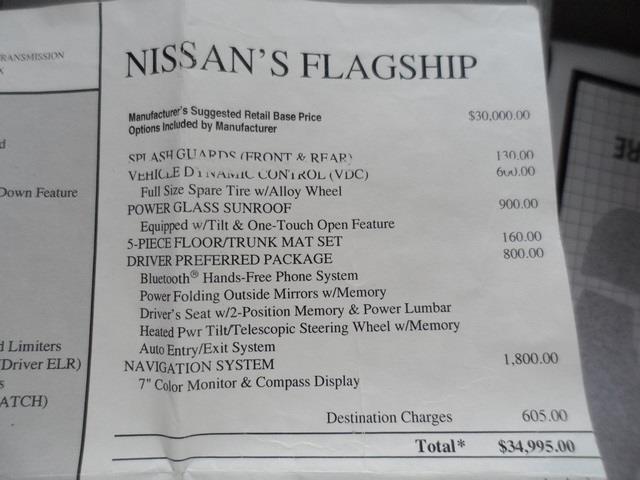 RANSMISSION
NISSAN'S FLAGSHIP
Manufacturer's Suggested Retail Base Price $30,000.00
Options Included by Manufacturer
SPLASH GUARDS (FRONT & REAR) 130.00
VEHICLE DYNAMIC CONTROL (VDC) 600.00
Full Size Spare Tire w/Alloy Wheel
Down Feature
POWER GLASS SUNROOF 900.00
Equipped w/Tilt & One-Touch Open Feature
5-PIECE FLOOR/TRUNK MAT SET 160.00
DRIVER PREFERRED PACKAGE 800.00
Bluetooth® Hands-Free Phone System
Power Folding Outside Mirrors w/Memory
Driver's Seat w/2-Position Memory & Power Lumbar
Heated Pwr Tilt/Telescopic Steering Wheel w/Memory
d Limiters
Auto Entry/Exit System
/Driver ELR)
NAVIGATION SYSTEM 1,800.00
s
7" Color Monitor & Compass Display
ATCH)
Destination Charges 605.00
Total* $34,995.00